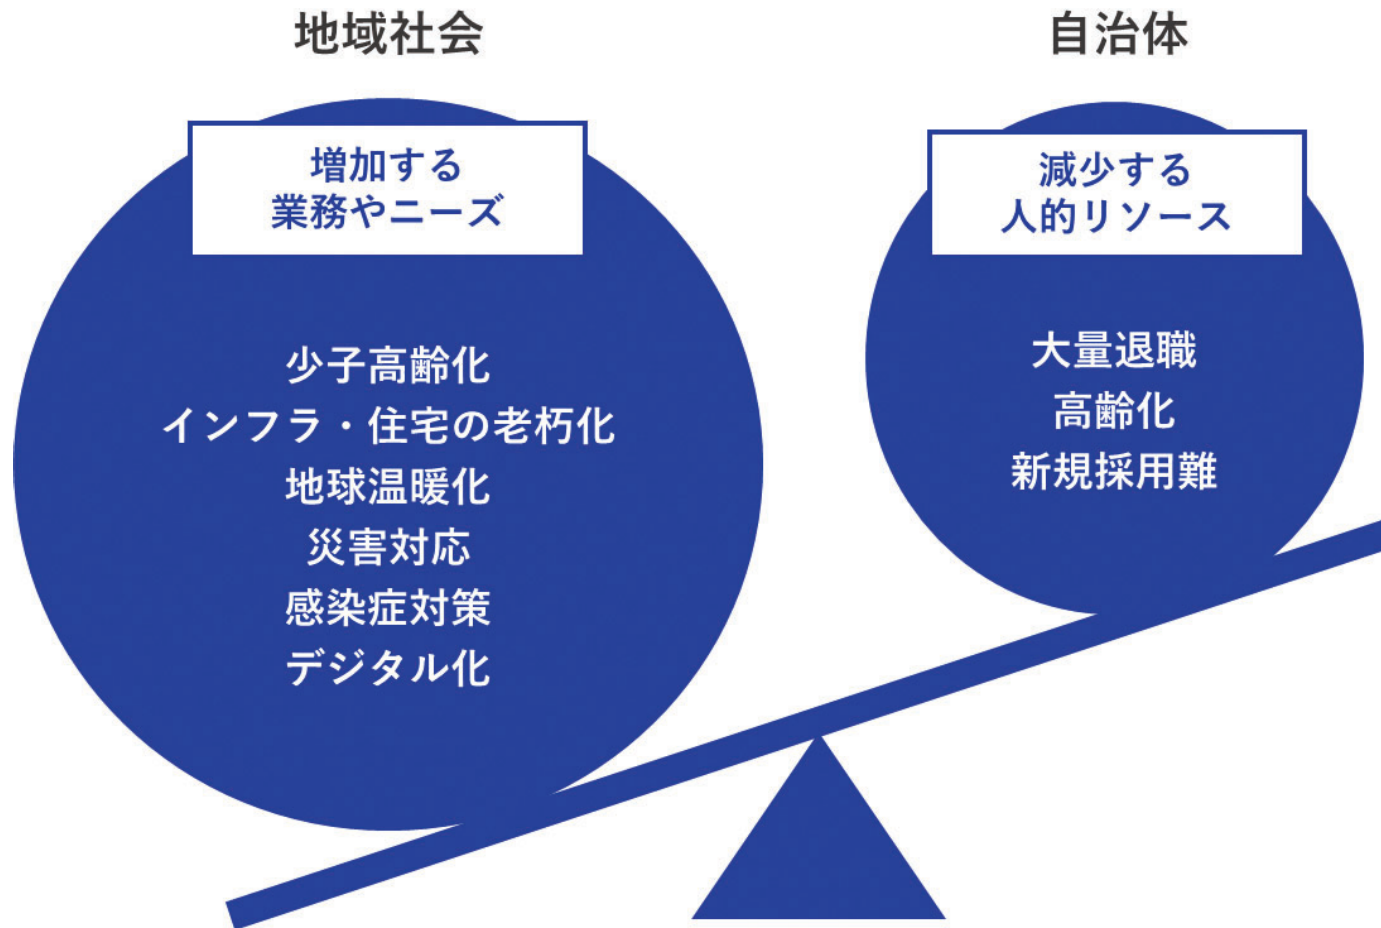 地域社会
増加する
業務やニーズ
少子高齢化
インフラ・住宅の老朽化
地球温暖化
災害対応
感染症対策
デジタル化
自治体
減少する
人的リソース
大量退職
高齢化
新規採用難